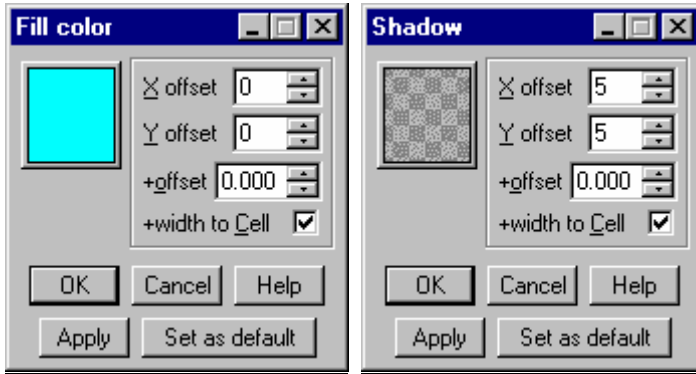 Fill color
X offset 0
Y offset 0
+offset 0.000
+width to Cell
OK Cancel Help
Apply Set as default
Shadow
X offset 5
Y offset 5
+offset 0.000
+width to Cell
OK Cancel Help
Apply Set as default